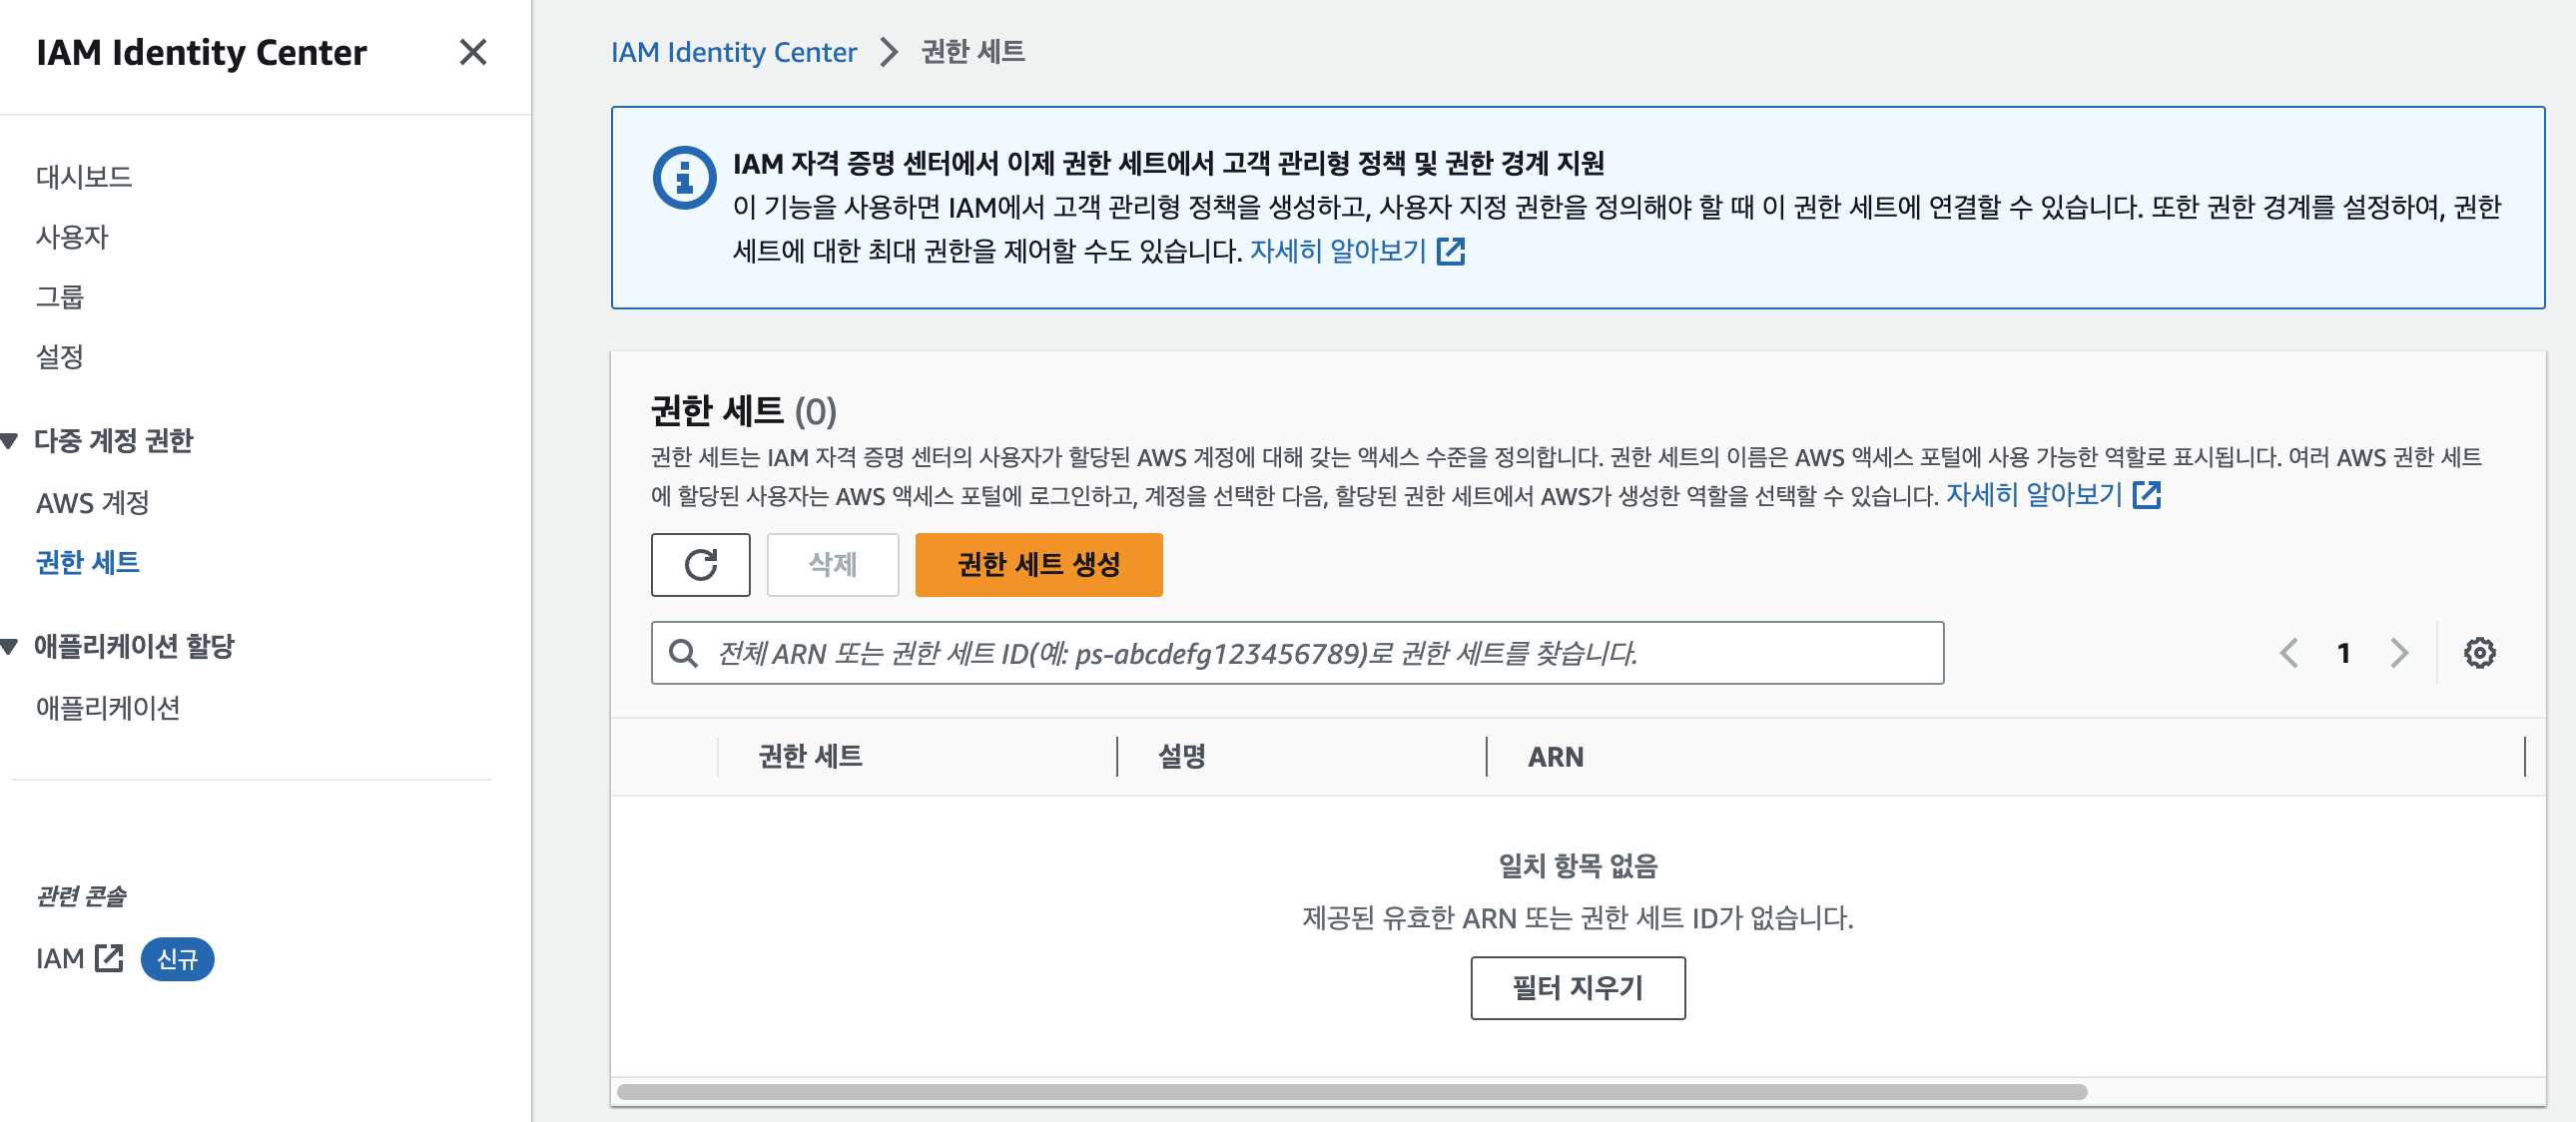 IAM Identity Center
대시보드
사용자
그룹
설정
다중 계정 권한
AWS 계정
권한 세트
애플리케이션 할당
애플리케이션
관련 콘솔
IAM 신규
IAM Identity Center > 권한 세트
IAM 자격 증명 센터에서 이제 권한 세트에서 고객 관리형 정책 및 권한 경계 지원
이 기능을 사용하면 IAM에서 고객 관리형 정책을 생성하고, 사용자 지정 권한을 정의해야 할 때 이 권한 세트에 연결할 수 있습니다. 또한 권한 경계를 설정하여, 권한
세트에 대한 최대 권한을 제어할 수도 있습니다. 자세히 알아보기
권한 세트 (0)
권한 세트는 IAM 자격 증명 센터의 사용자가 할당된 AWS 계정에 대해 갖는 액세스 수준을 정의합니다. 권한 세트의 이름은 AWS 액세스 포털에 사용 가능한 역할로 표시됩니다. 여러 AWS 권한 세트
에 할당된 사용자는 AWS 액세스 포털에 로그인하고, 계정을 선택한 다음, 할당된 권한 세트에서 AWS가 생성한 역할을 선택할 수 있습니다. 자세히 알아보기
삭제 권한 세트 생성
전체 ARN 또는 권한 세트 ID(예: ps-abcdefg123456789)로 권한 세트를 찾습니다.
1
권한 세트 설명 ARN
일치 항목 없음
제공된 유효한 ARN 또는 권한 세트 ID가 없습니다.
필터 지우기